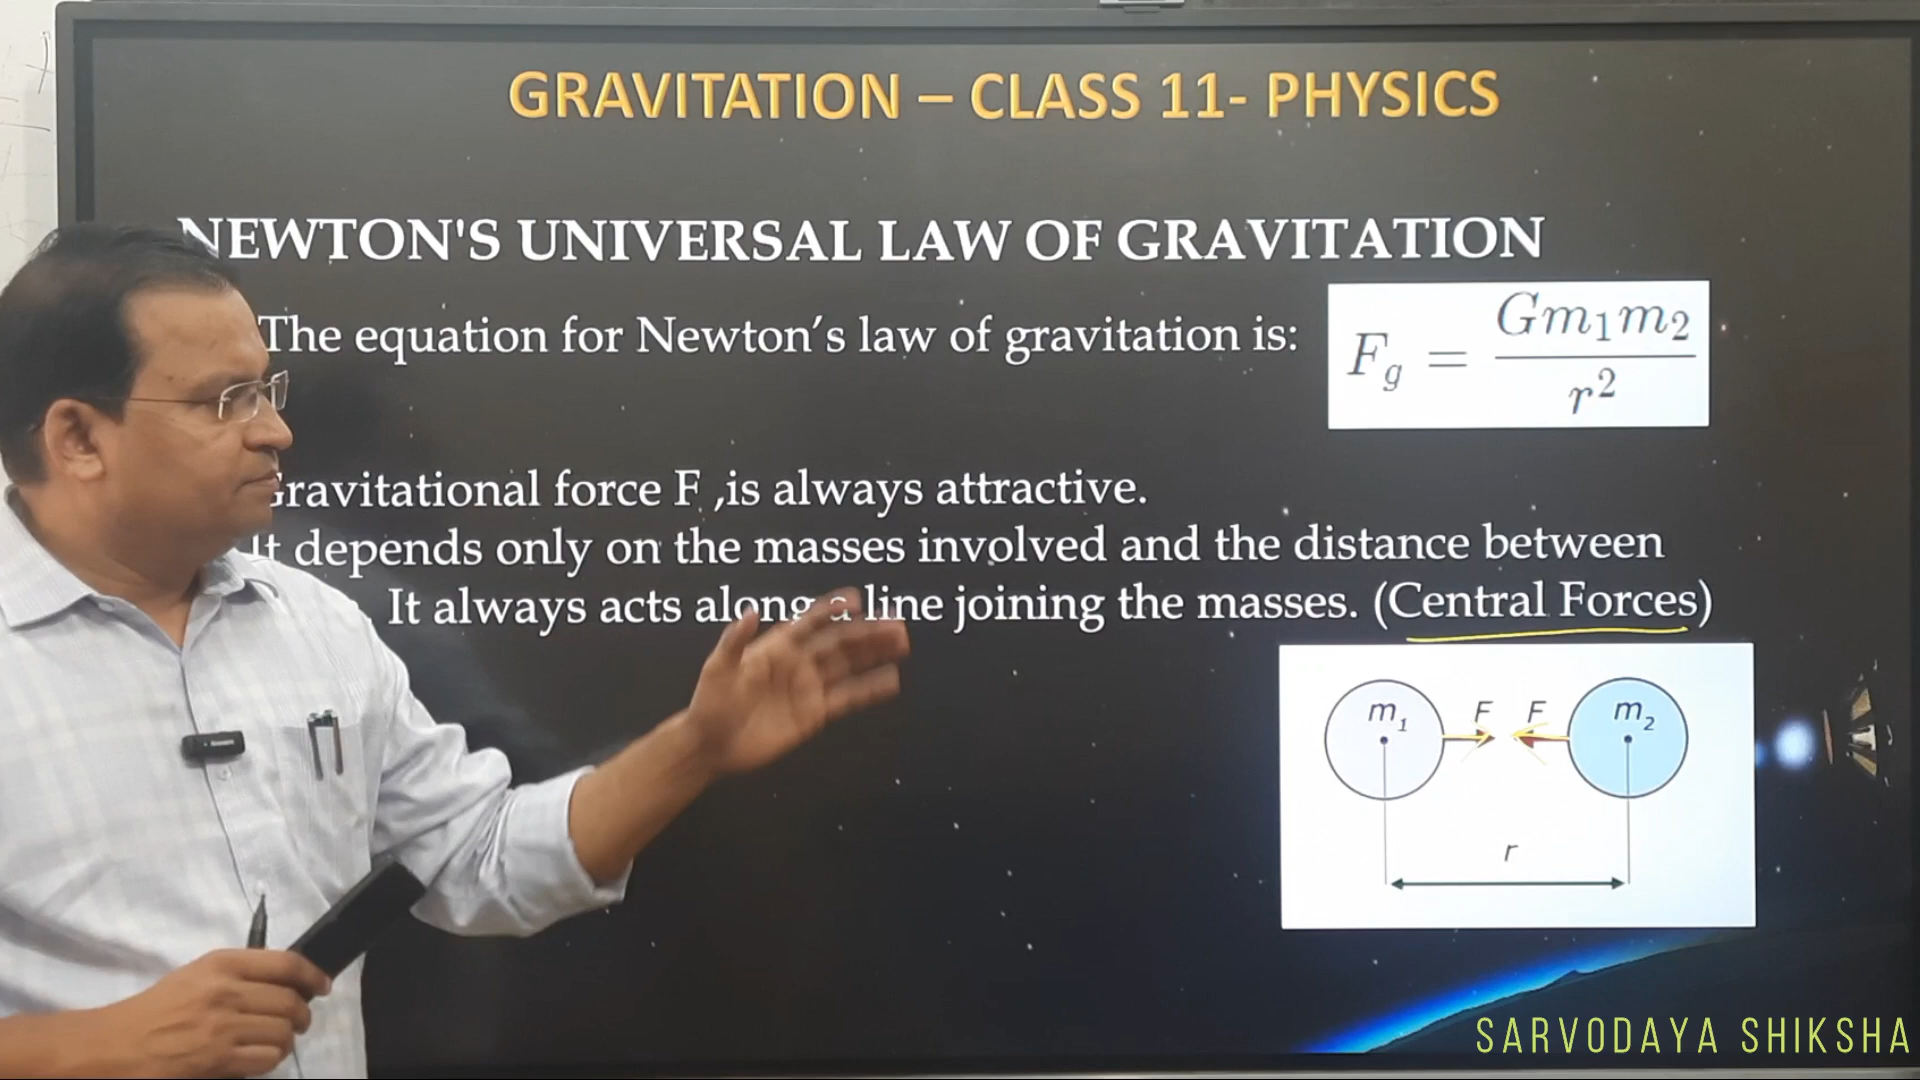 GRAVITATION – CLASS 11- PHYSICS
NEWTON'S UNIVERSAL LAW OF GRAVITATION
The equation for Newton's law of gravitation is:
F_g = Gm₁m₂ / r²
Gravitational force F ,is always attractive.
It depends only on the masses involved and the distance between
It always acts along a line joining the masses. (Central Forces)
m₁ F F m₂
r
SARVODAYA SHIKSHA